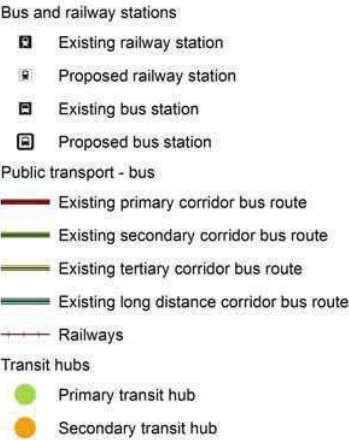 Bus and railway stations
Existing railway station
Proposed railway station
Existing bus station
Proposed bus station
Public transport - bus
Existing primary corridor bus route
Existing secondary corridor bus route
Existing tertiary corridor bus route
Existing long distance corridor bus route
Railways
Transit hubs
Primary transit hub
Secondary transit hub